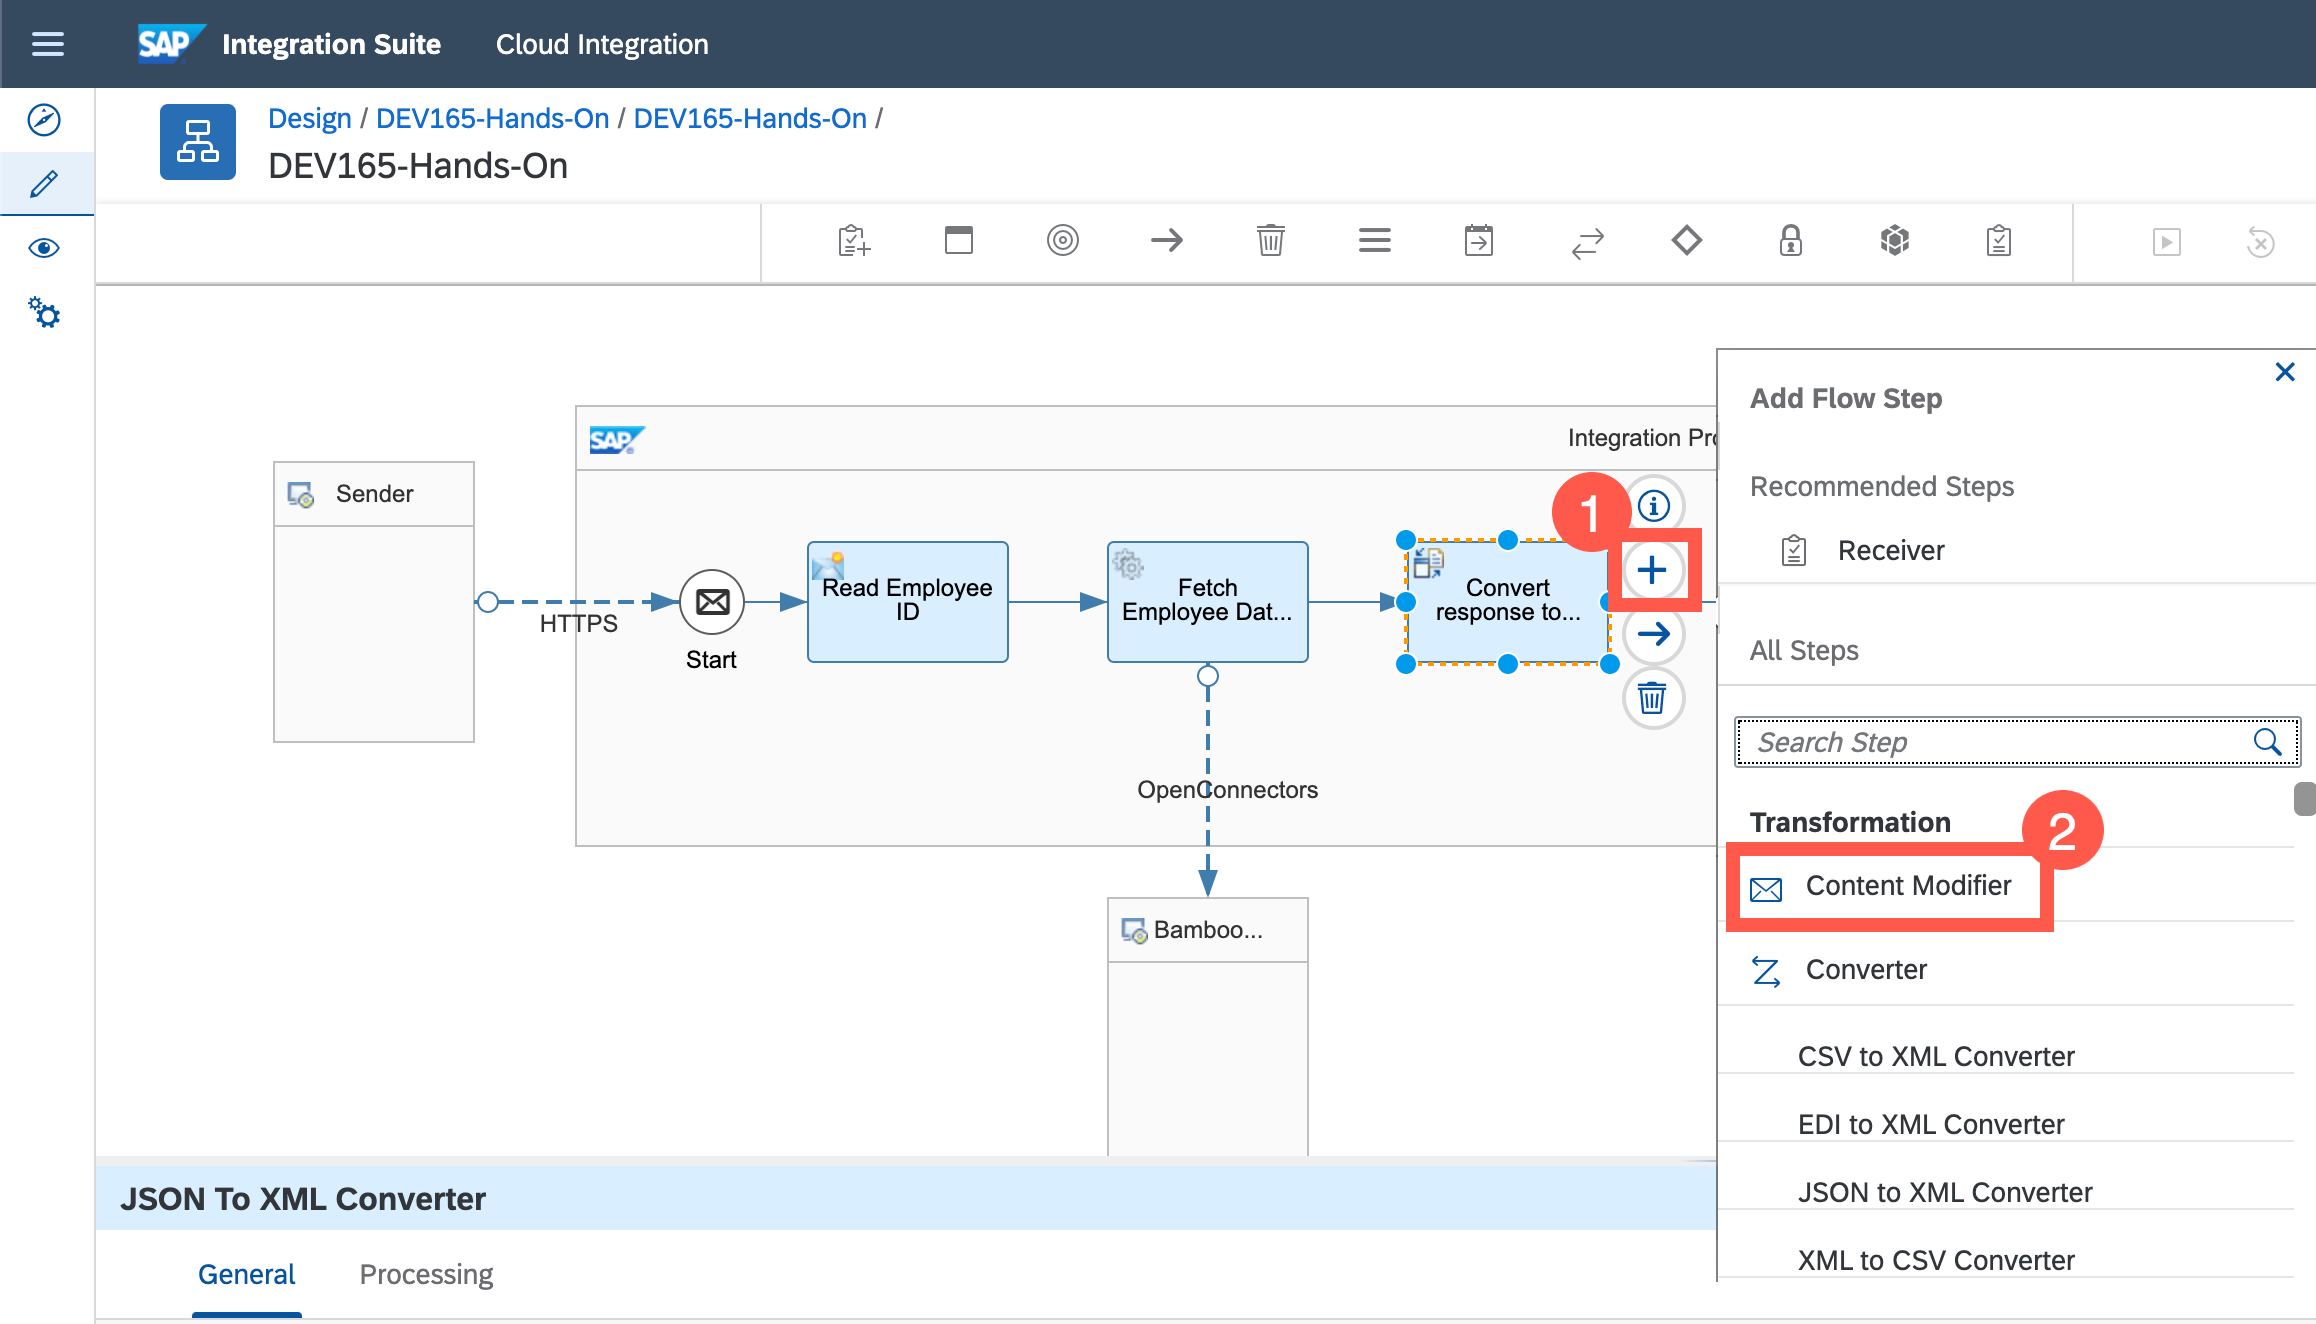 SAP Integration Suite Cloud Integration
Design / DEV165-Hands-On / DEV165-Hands-On /
DEV165-Hands-On
Add Flow Step
SAP Integration Pro
Recommended Steps
Sender
1
Receiver
Read Employee
ID
Fetch
Employee Dat...
Convert
response to...
HTTPS
Start
All Steps
Search Step
OpenConnectors
Transformation
2
Content Modifier
Bamboo...
Converter
CSV to XML Converter
EDI to XML Converter
JSON to XML Converter
XML to CSV Converter
JSON To XML Converter
General Processing